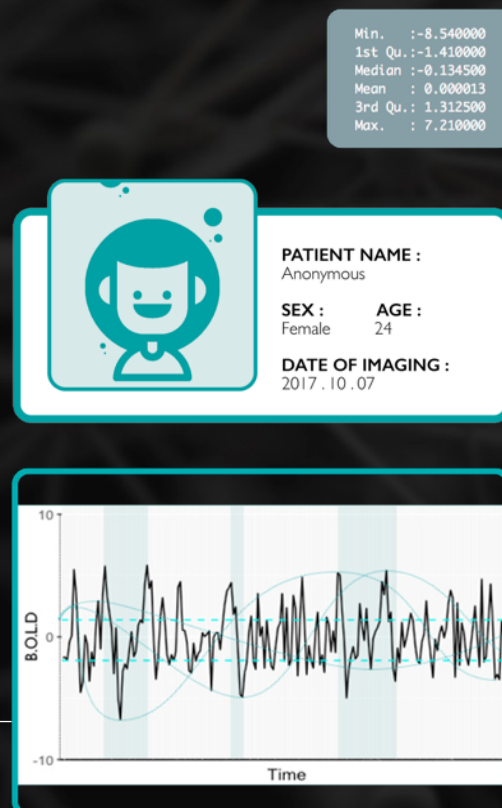 Min.   :-8.540000
1st Qu.:-1.410000
Median :-0.134500
Mean   : 0.000013
3rd Qu.: 1.312500
Max.   : 7.210000
PATIENT NAME :
Anonymous
SEX : AGE :
Female 24
DATE OF IMAGING :
2017 . 10 . 07
10
B.O.L.D
0
-10
Time